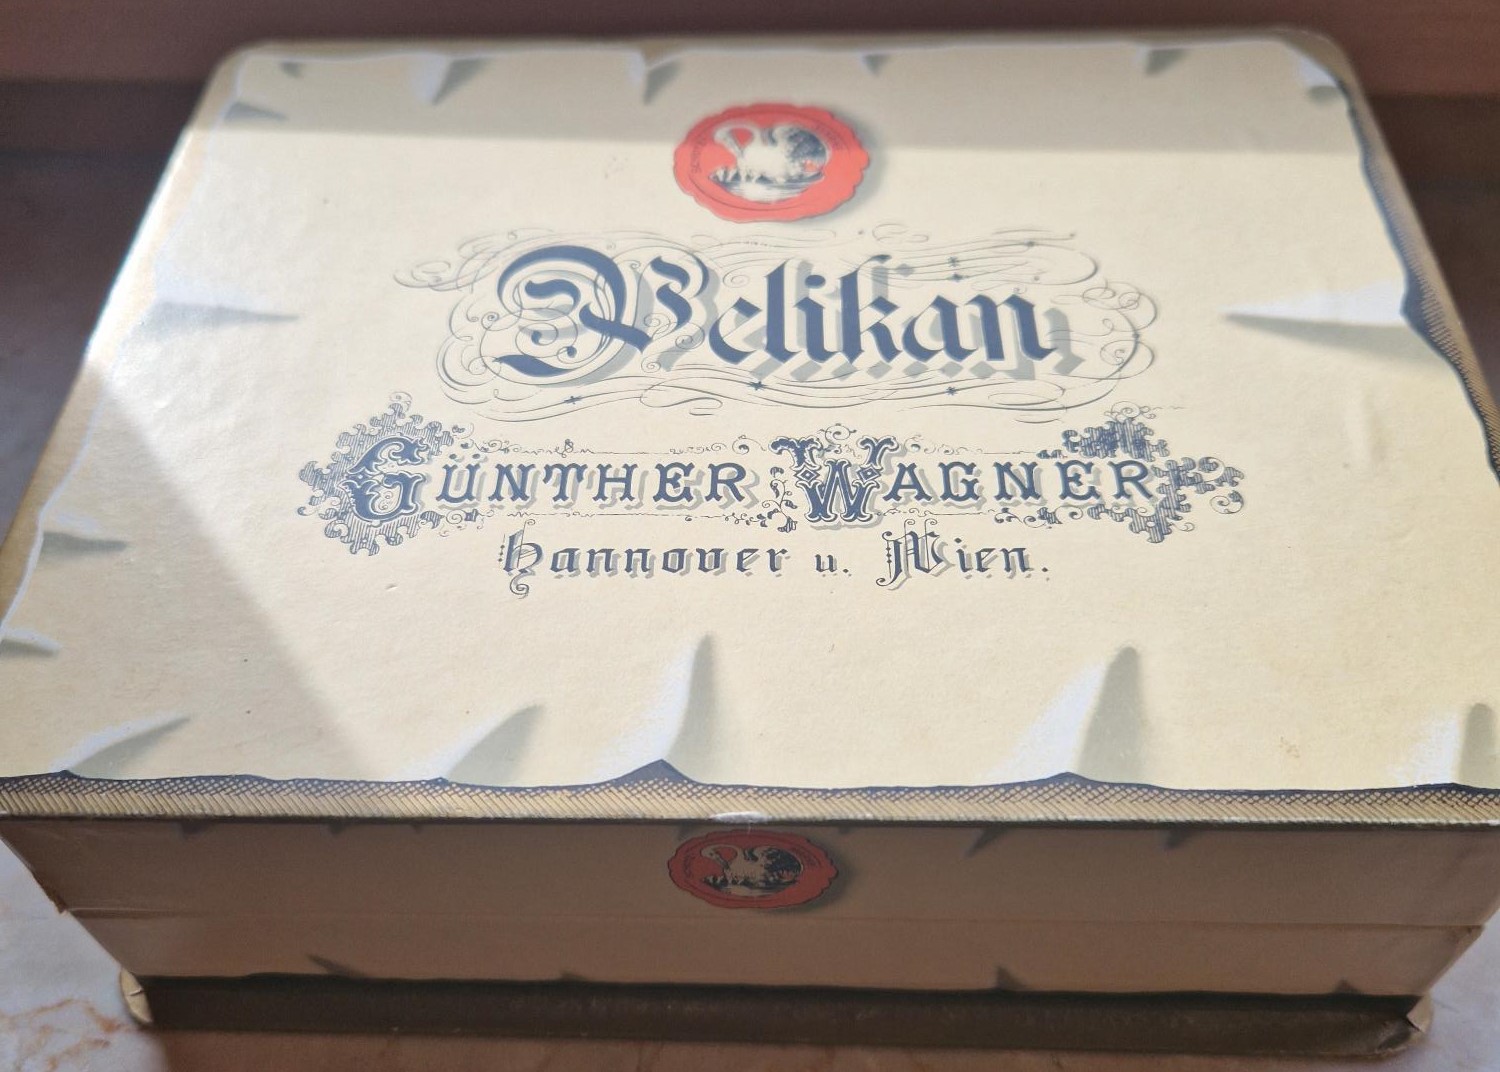 Pelikan
GÜNTHER WAGNER
Hannover u. Wien.